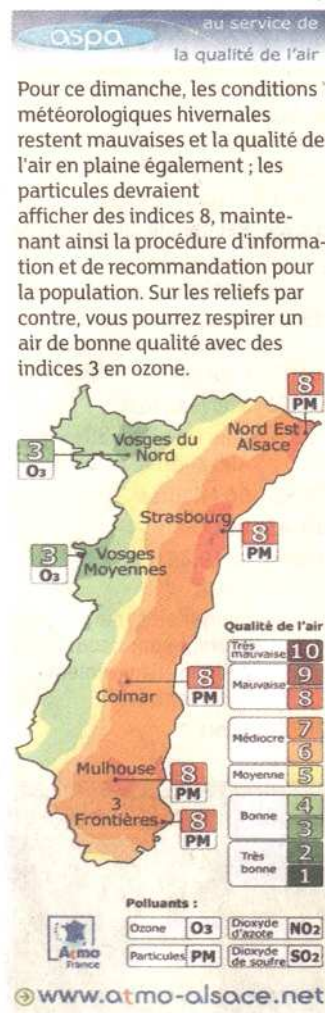 aspa
au service de
la qualité de l'air
Pour ce dimanche, les conditions
météorologiques hivernales
restent mauvaises et la qualité de
l'air en plaine également ; les
particules devraient
afficher des indices 8, mainte-
nant ainsi la procédure d'informa-
tion et de recommandation pour
la population. Sur les reliefs par
contre, vous pourrez respirer un
air de bonne qualité avec des
indices 3 en ozone.
8
PM
3
O3
Vosges du
Nord
Nord Est
Alsace
Strasbourg
8
PM
3
O3
Vosges
Moyennes
Colmar
8
PM
Mulhouse
8
PM
3
Frontières
8
PM
Qualité de l'air
Très
mauvaise 10
Mauvaise 9
8
Médiocre 7
6
Moyenne 5
Bonne 4
3
Très
bonne 2
1
Polluants :
Ozone O3 Dioxyde
d'azote NO2
Particules PM Dioxyde
de soufre SO2
Atmo
France
www.atmo-alsace.net